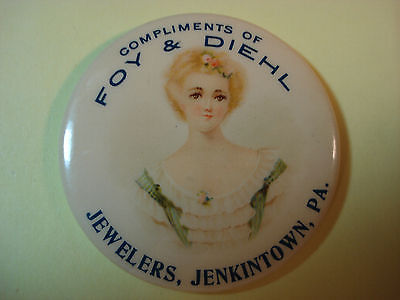 COMPLIMENTS OF
FOY & DIEHL
JEWELERS, JENKINTOWN, PA.